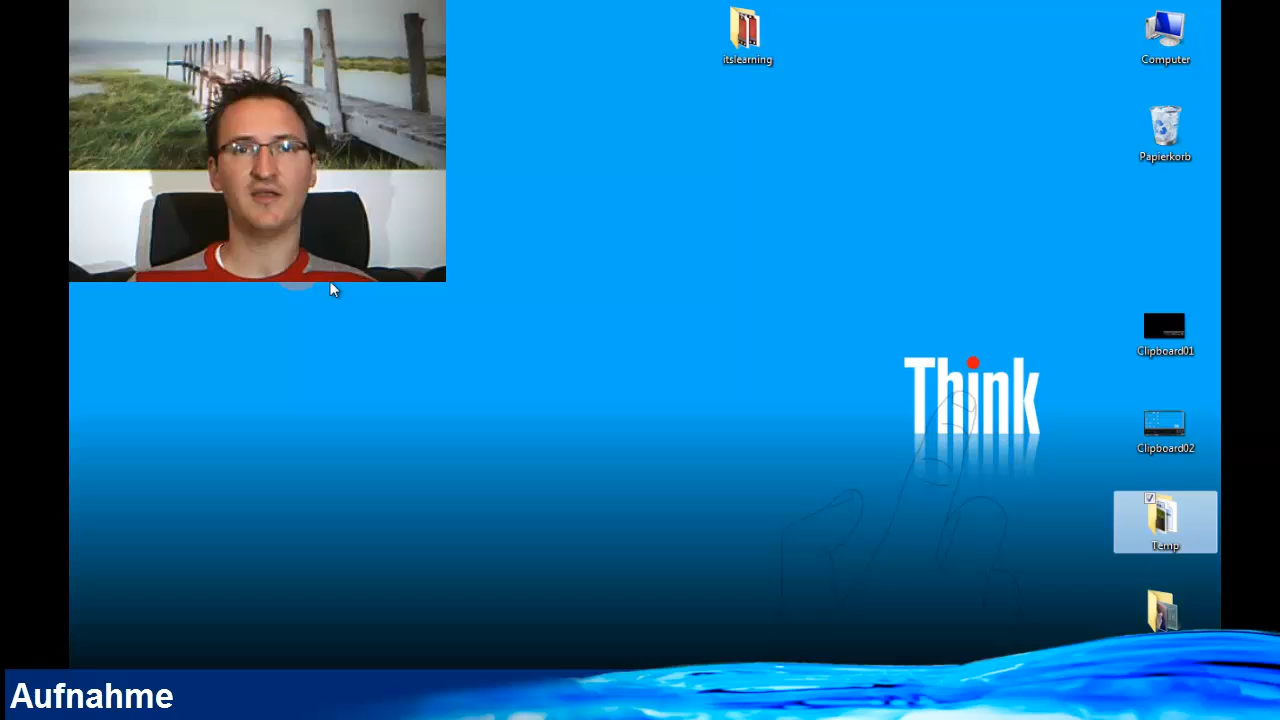 itslearning
Computer
Papierkorb
Think
Clipboard01
Clipboard02
Temp
Aufnahme